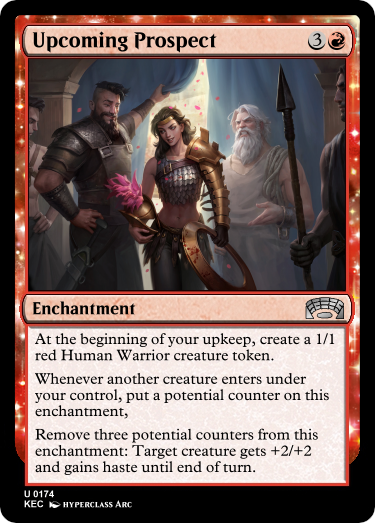 Upcoming Prospect 3
Enchantment
At the beginning of your upkeep, create a 1/1
red Human Warrior creature token.
Whenever another creature enters under
your control, put a potential counter on this
enchantment,
Remove three potential counters from this
enchantment: Target creature gets +2/+2
and gains haste until end of turn.
U 0174
KEC HYPERCLASS ARC